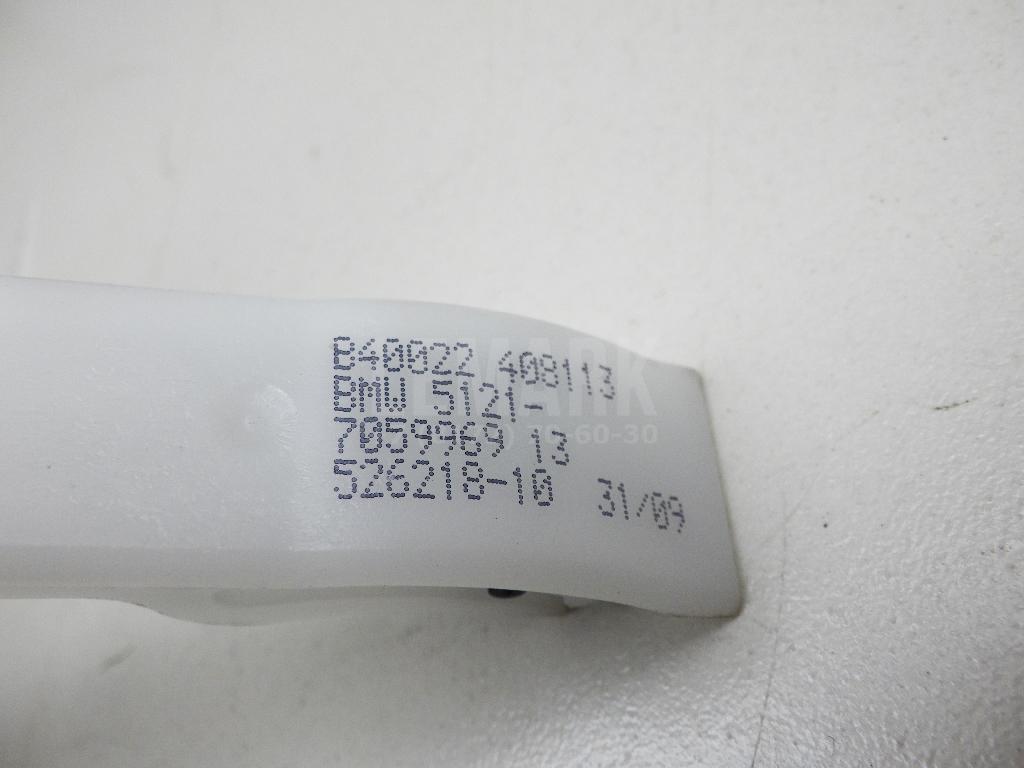 B40022 408113
BMW 5121-
7059969 13
526218-10 31/09